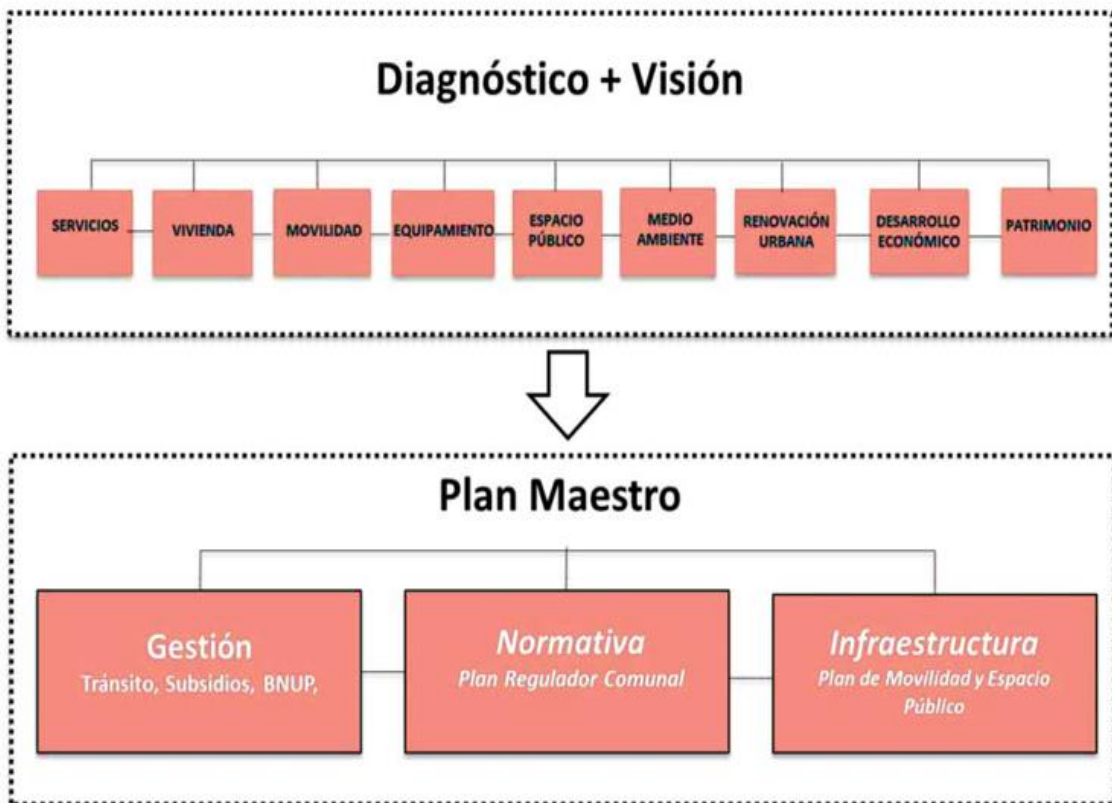 Diagnóstico + Visión
SERVICIOS
VIVIENDA
MOVILIDAD
EQUIPAMIENTO
ESPACIO
PÚBLICO
MEDIO
AMBIENTE
RENOVACIÓN
URBANA
DESARROLLO
ECONÓMICO
PATRIMONIO
Plan Maestro
Gestión
Tránsito, Subsidios, BNUP,
Normativa
Plan Regulador Comunal
Infraestructura
Plan de Movilidad y Espacio
Público